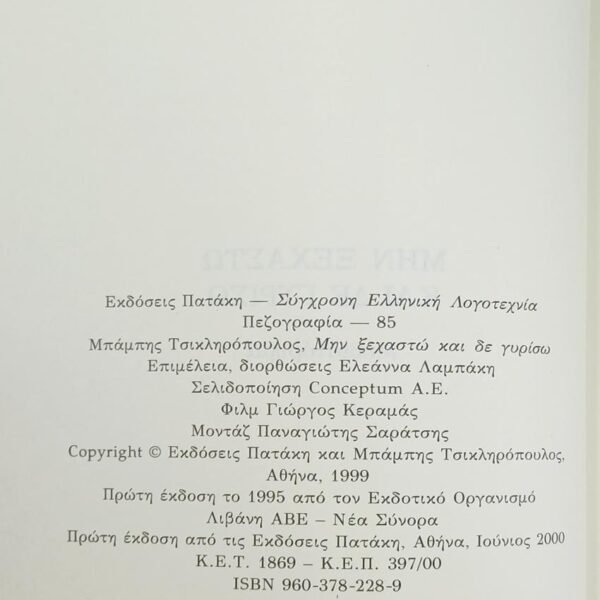 Εκδόσεις Πατάκη — Σύγχρονη Ελληνική Λογοτεχνία
Πεζογραφία — 85
Μπάμπης Τσικληρόπουλος, Μην ξεχαστώ και δε γυρίσω
Επιμέλεια, διορθώσεις Ελεάννα Λαμπάκη
Σελιδοποίηση Conceptum Α.Ε.
Φιλμ Γιώργος Κεραμάς
Μοντάζ Παναγιώτης Σαράτσης
Copyright © Εκδόσεις Πατάκη και Μπάμπης Τσικληρόπουλος,
Αθήνα, 1999
Πρώτη έκδοση το 1995 από τον Εκδοτικό Οργανισμό
Λιβάνη ΑΒΕ – Νέα Σύνορα
Πρώτη έκδοση από τις Εκδόσεις Πατάκη, Αθήνα, Ιούνιος 2000
Κ.Ε.Τ. 1869 – Κ.Ε.Π. 397/00
ISBN 960-378-228-9